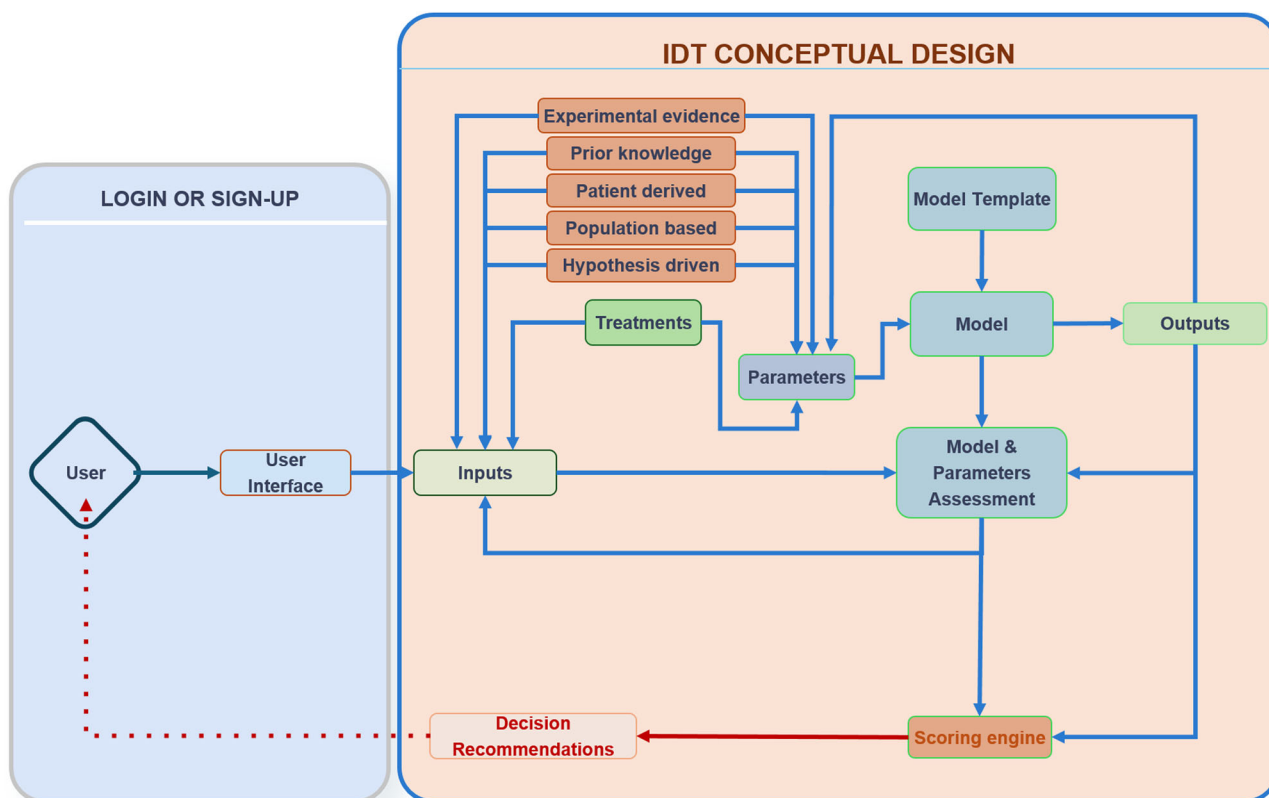 IDT CONCEPTUAL DESIGN
LOGIN OR SIGN-UP
Experimental evidence
Prior knowledge
Patient derived
Population based
Hypothesis driven
Treatments
Parameters
Model Template
Model
Outputs
User
User
Interface
Inputs
Model &
Parameters
Assessment
Decision
Recommendations
Scoring engine